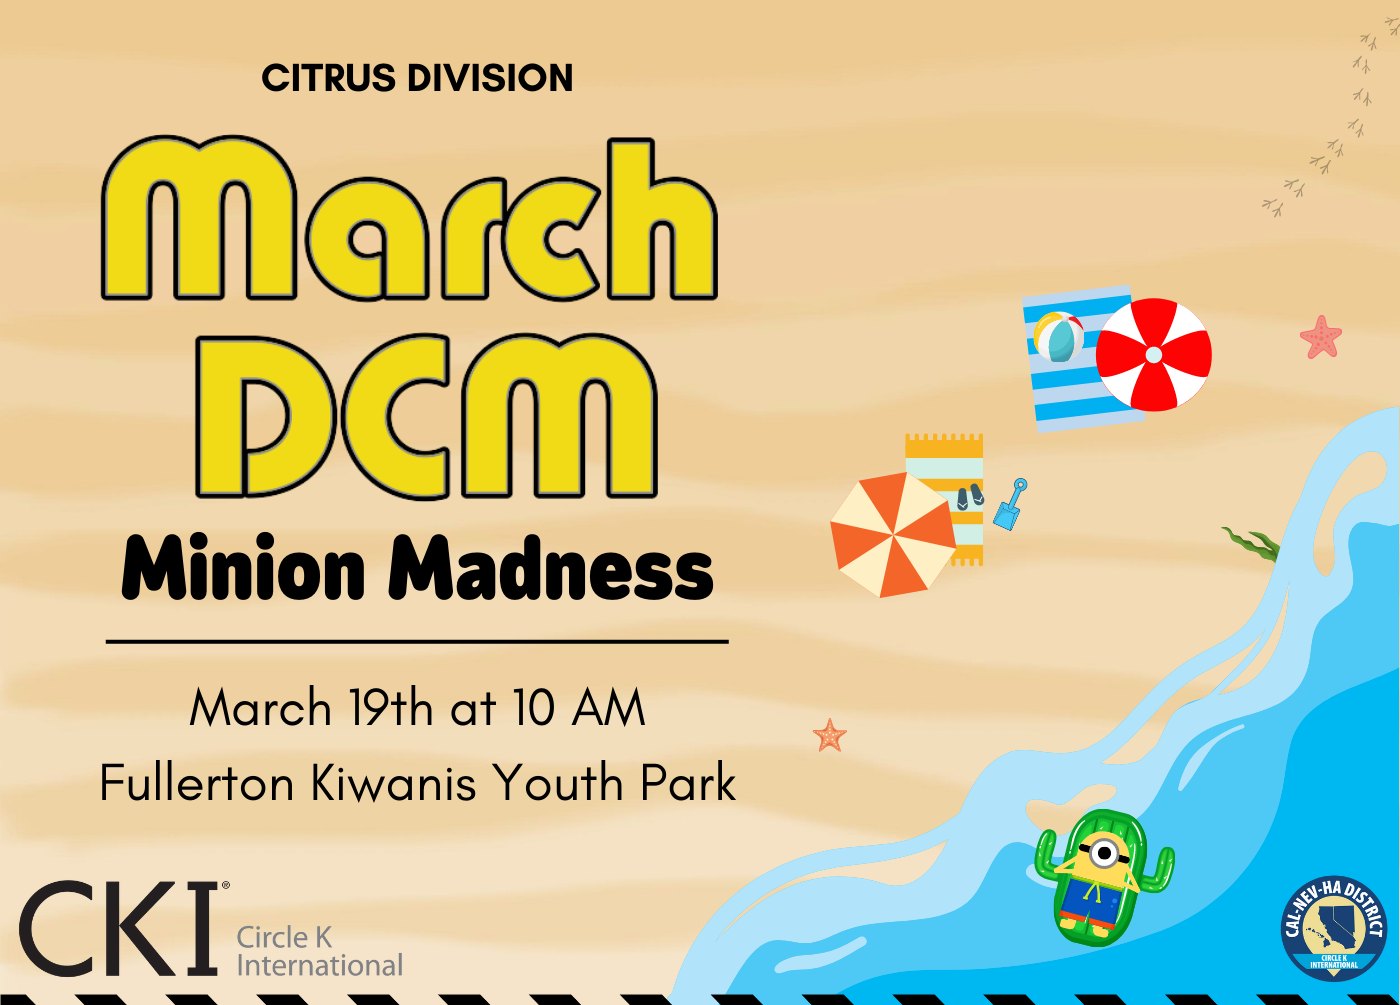 CITRUS DIVISION
March
DCM
Minion Madness
March 19th at 10 AM
Fullerton Kiwanis Youth Park
CKI®
Circle K
International
CAL-NEV-HA DISTRICT
CIRCLE K
INTERNATIONAL